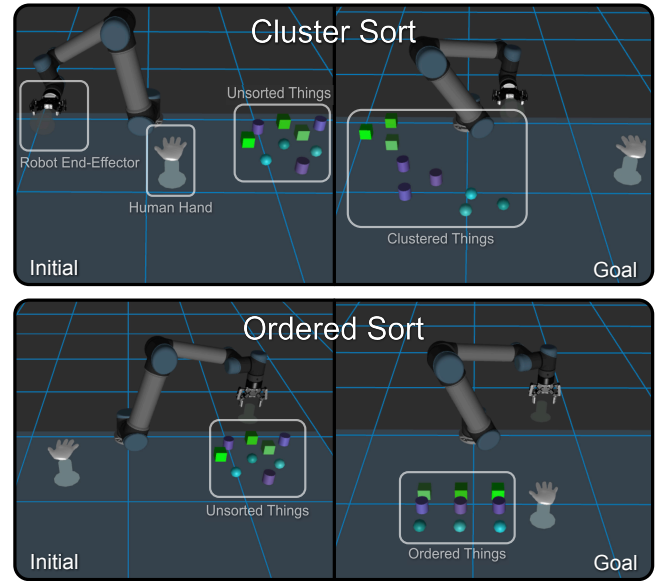 Cluster Sort
Unsorted Things
Robot End-Effector
Human Hand
Initial
Clustered Things
Goal
Ordered Sort
Unsorted Things
Initial
Ordered Things
Goal